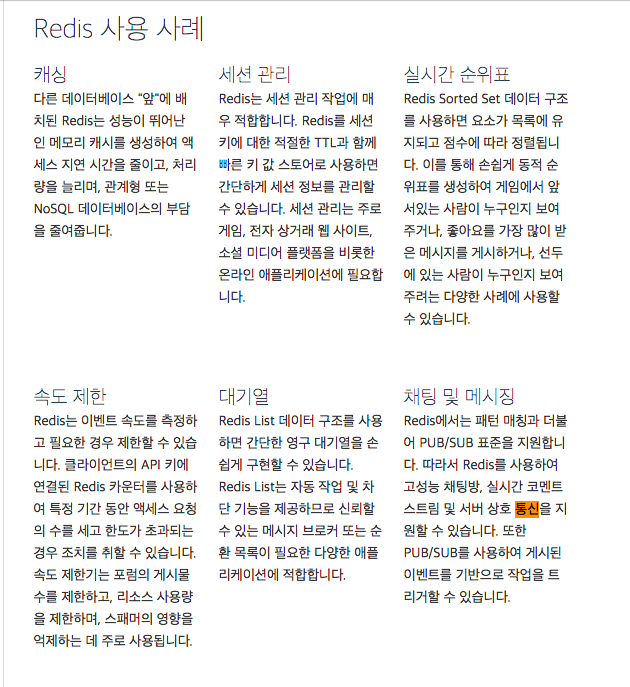 Redis 사용 사례
캐싱
다른 데이터베이스 "앞"에 배
치된 Redis는 성능이 뛰어난
인 메모리 캐시를 생성하여 액
세스 지연 시간을 줄이고, 처리
량을 늘리며, 관계형 또는
NoSQL 데이터베이스의 부담
을 줄여줍니다.
세션 관리
Redis는 세션 관리 작업에 매
우 적합합니다. Redis를 세션
키에 대한 적절한 TTL과 함께
빠른 키 값 스토어로 사용하면
간단하게 세션 정보를 관리할
수 있습니다. 세션 관리는 주로
게임, 전자 상거래 웹 사이트,
소셜 미디어 플랫폼을 비롯한
온라인 애플리케이션에 필요합
니다.
실시간 순위표
Redis Sorted Set 데이터 구조
를 사용하면 요소가 목록에 유
지되고 점수에 따라 정렬됩니
다. 이를 통해 손쉽게 동적 순
위표를 생성하여 게임에서 앞
서있는 사람이 누구인지 보여
주거나, 좋아요를 가장 많이 받
은 메시지를 게시하거나, 선두
에 있는 사람이 누구인지 보여
주려는 다양한 사례에 사용할
수 있습니다.
속도 제한
Redis는 이벤트 속도를 측정하
고 필요한 경우 제한할 수 있습
니다. 클라이언트의 API 키에
연결된 Redis 카운터를 사용하
여 특정 기간 동안 액세스 요청
의 수를 세고 한도가 초과되는
경우 조치를 취할 수 있습니다.
속도 제한기는 포럼의 게시물
수를 제한하고, 리소스 사용량
을 제한하며, 스패머의 영향을
억제하는 데 주로 사용됩니다.
대기열
Redis List 데이터 구조를 사용
하면 간단한 영구 대기열을 손
쉽게 구현할 수 있습니다.
Redis List는 자동 작업 및 차
단 기능을 제공하므로 신뢰할
수 있는 메시지 브로커 또는 순
환 목록이 필요한 다양한 애플
리케이션에 적합합니다.
채팅 및 메시징
Redis에서는 패턴 매칭과 더불
어 PUB/SUB 표준을 지원합니
다. 따라서 Redis를 사용하여
고성능 채팅방, 실시간 코멘트
스트림 및 서버 상호 통신을 지
원할 수 있습니다. 또한
PUB/SUB를 사용하여 게시된
이벤트를 기반으로 작업을 트
리거할 수 있습니다.